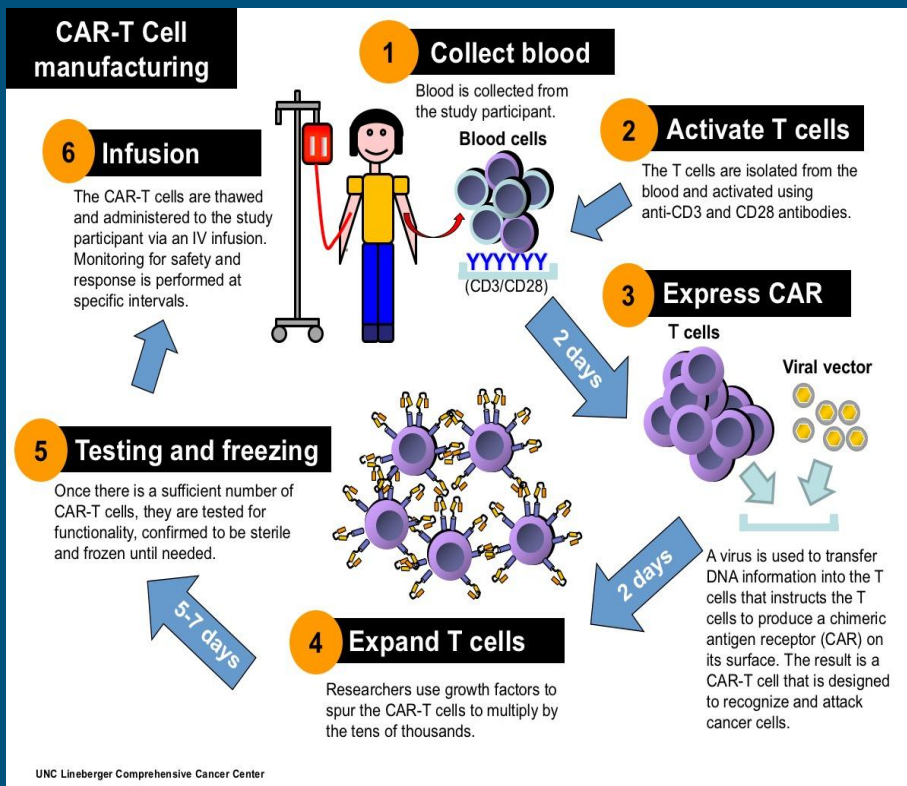 CAR-T Cell
manufacturing
1
Collect blood
Blood is collected from
the study participant.
Blood cells
YYYYYY
(CD3/CD28)
2
Activate T cells
The T cells are isolated from the
blood and activated using
anti-CD3 and CD28 antibodies.
2 days
3
Express CAR
T cells
Viral vector
A virus is used to transfer
DNA information into the T
cells that instructs the T
cells to produce a chimeric
antigen receptor (CAR) on
its surface. The result is a
CAR-T cell that is designed
to recognize and attack
cancer cells.
2 days
4
Expand T cells
Researchers use growth factors to
spur the CAR-T cells to multiply by
the tens of thousands.
5-7 days
5
Testing and freezing
Once there is a sufficient number of
CAR-T cells, they are tested for
functionality, confirmed to be sterile
and frozen until needed.
6
Infusion
The CAR-T cells are thawed
and administered to the study
participant via an IV infusion.
Monitoring for safety and
response is performed at
specific intervals.
UNC Lineberger Comprehensive Cancer Center